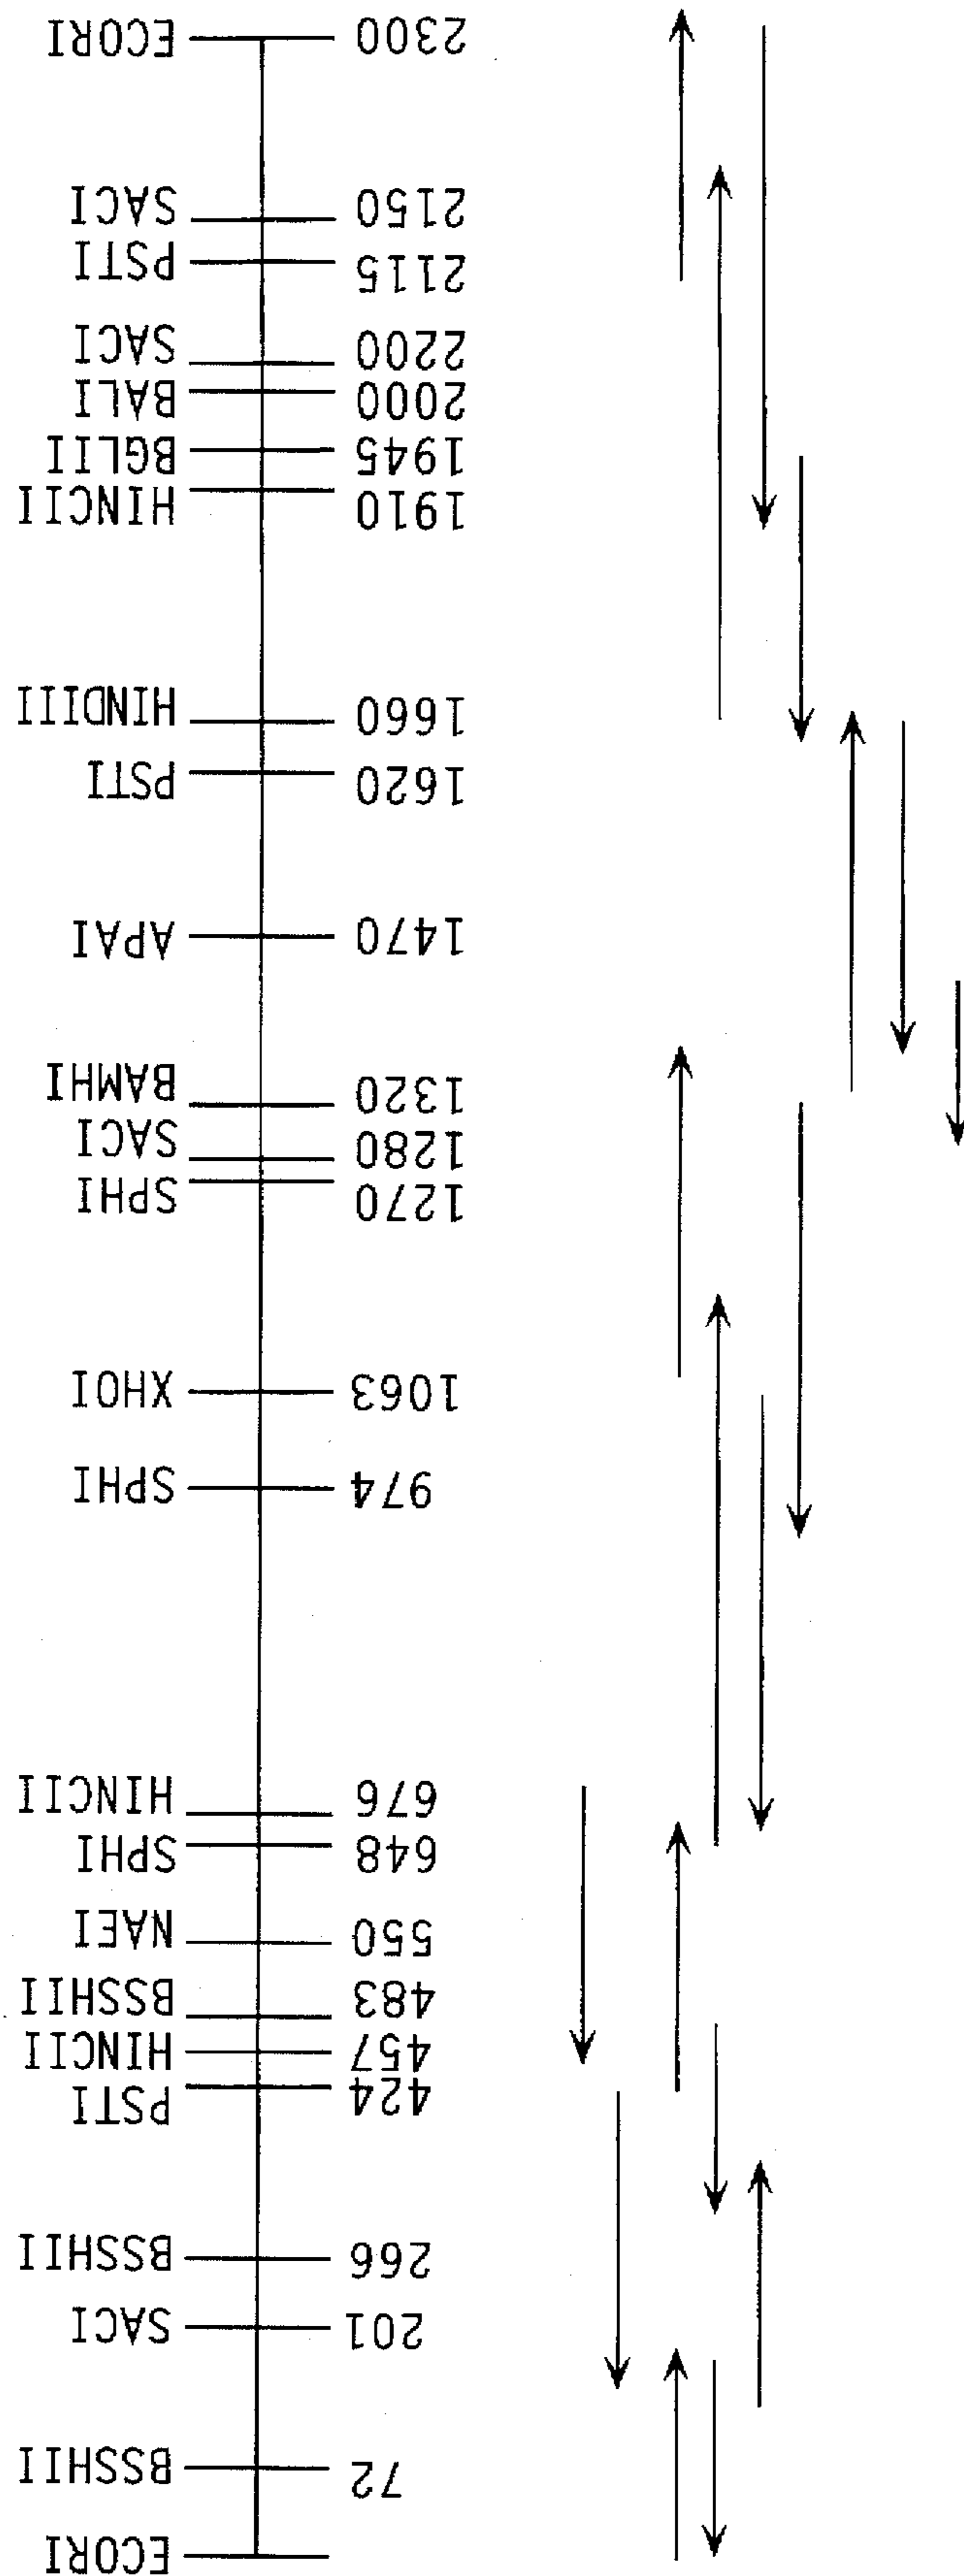 ECORI
72 BSSHII
201 SACI
266 BSSHII
424 PSTI
457 HINCII
483 BSSHII
550 NAEI
648 SPHI
676 HINCII
974 SPHI
1063 XHOI
1270 SPHI
1280 SACI
1320 BAMHI
1470 APAI
1620 PSTI
1660 HINDIII
1910 HINCII
1945 BGLII
2000 BALI
2200 SACI
2115 PSTI
2150 SACI
2300 ECORI